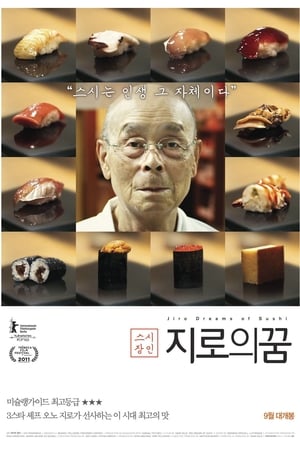 “스시는 인생 그 자체이다”
Jiro Dreams of Sushi
스시
장인
지로의꿈
2011
미슐랭가이드 최고등급 ★★★
3스타 셰프 오노 지로가 선사하는 이 시대 최고의 맛
9월 대개봉